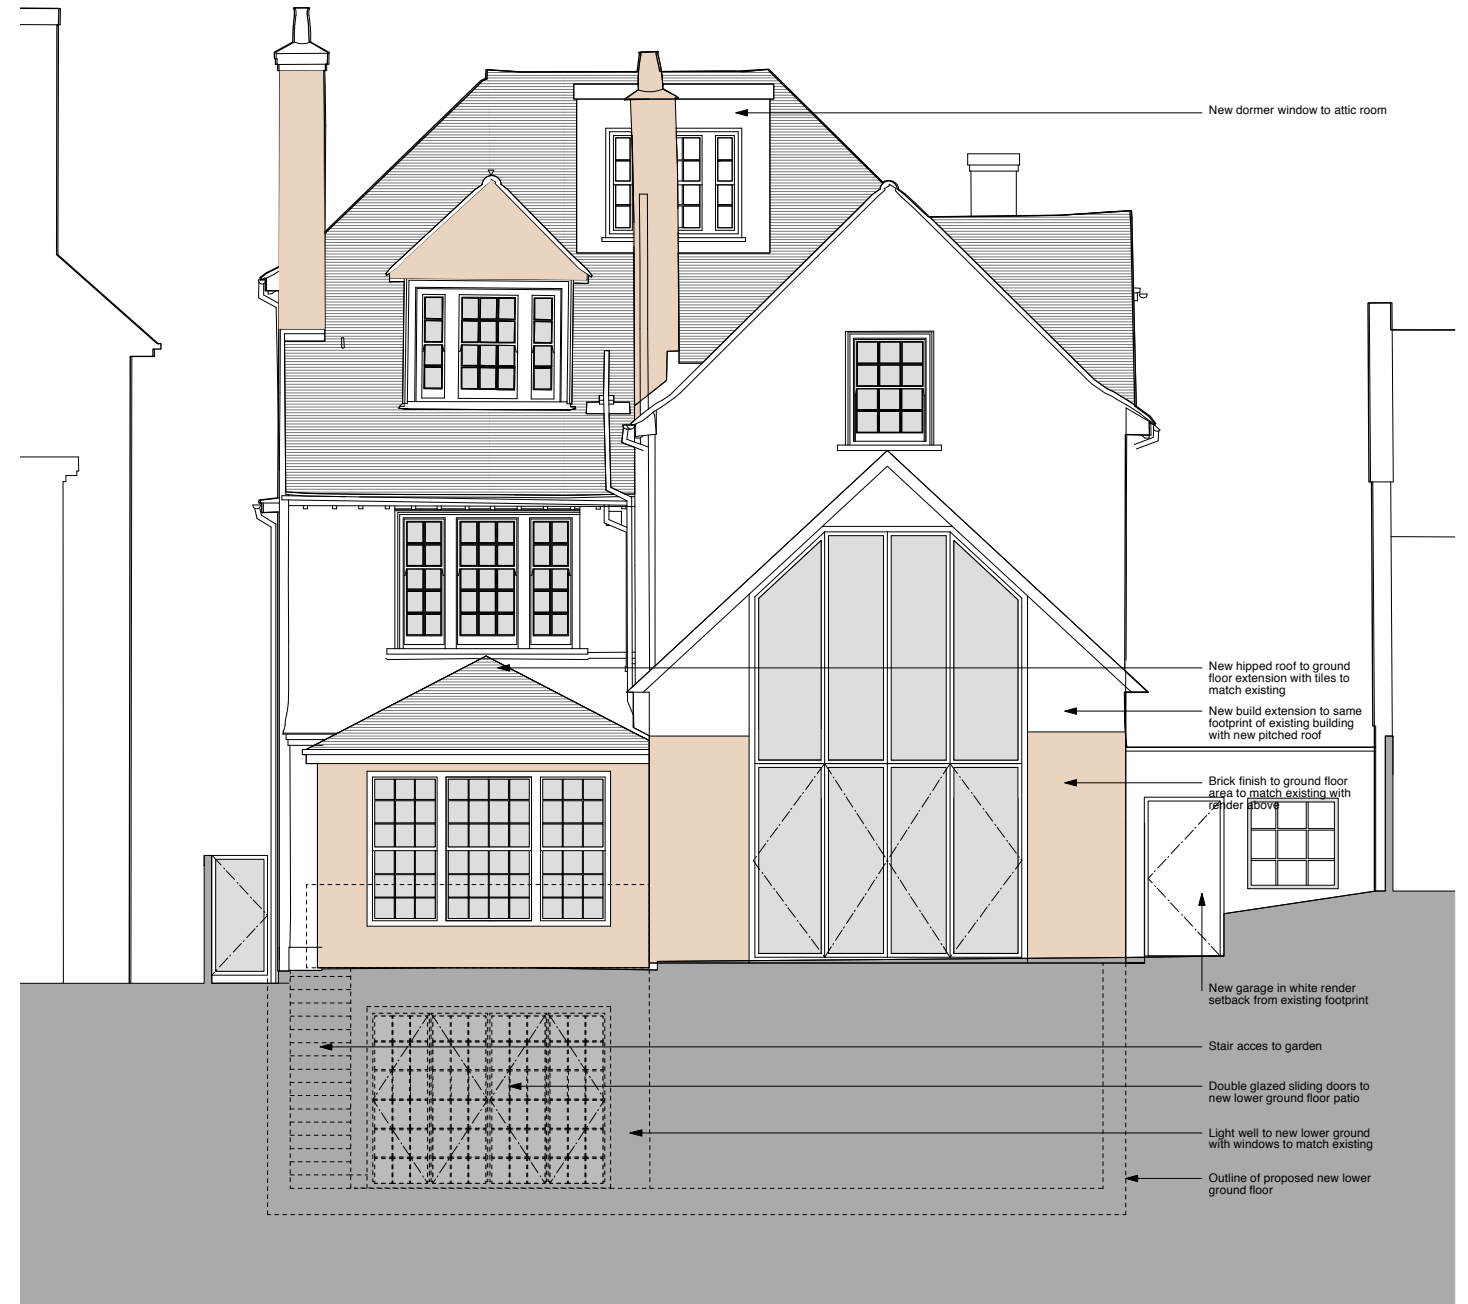 New dormer window to attic room
New hipped roof to ground
floor extension with tiles to
match existing
New build extension to same
footprint of existing building
with new pitched roof
Brick finish to ground floor
area to match existing with
render above
New garage in white render
setback from existing footprint
Stair acces to garden
Double glazed sliding doors to
new lower ground floor patio
Light well to new lower ground
with windows to match existing
Outline of proposed new lower
ground floor